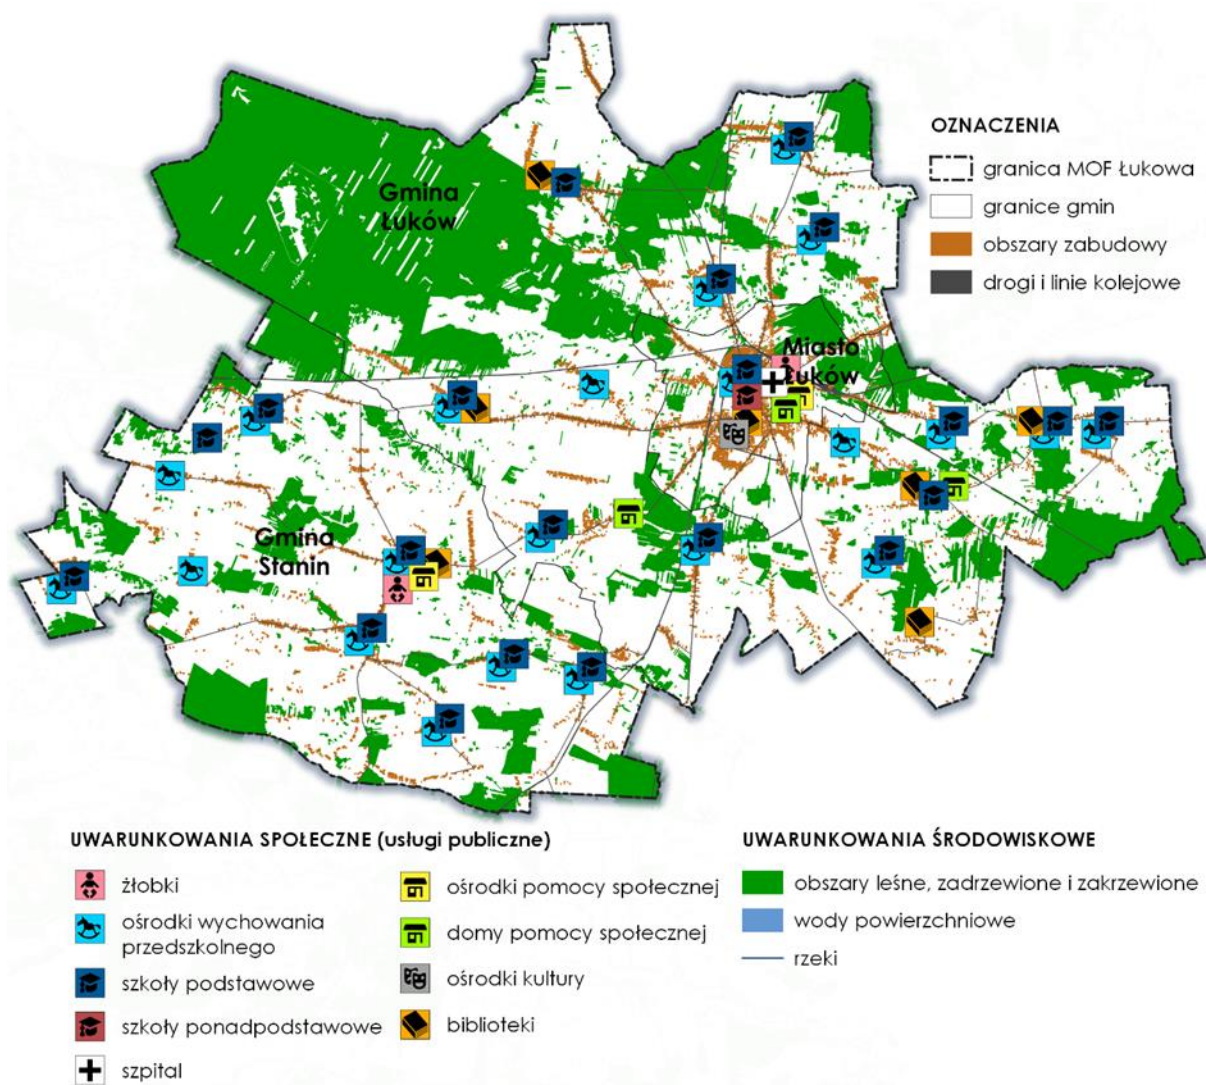 Gmina
Łuków
Miasto
Łuków
Gmina
Stanin
OZNACZENIA
granica MOF Łukowa
granice gmin
obszary zabudowy
drogi i linie kolejowe
UWARUNKOWANIA SPOŁECZNE (usługi publiczne)
żłobki
ośrodki wychowania
przedszkolnego
szkoły podstawowe
szkoły ponadpodstawowe
szpital
ośrodki pomocy społecznej
domy pomocy społecznej
ośrodki kultury
biblioteki
UWARUNKOWANIA ŚRODOWISKOWE
obszary leśne, zadrzewione i zakrzewione
wody powierzchniowe
rzeki